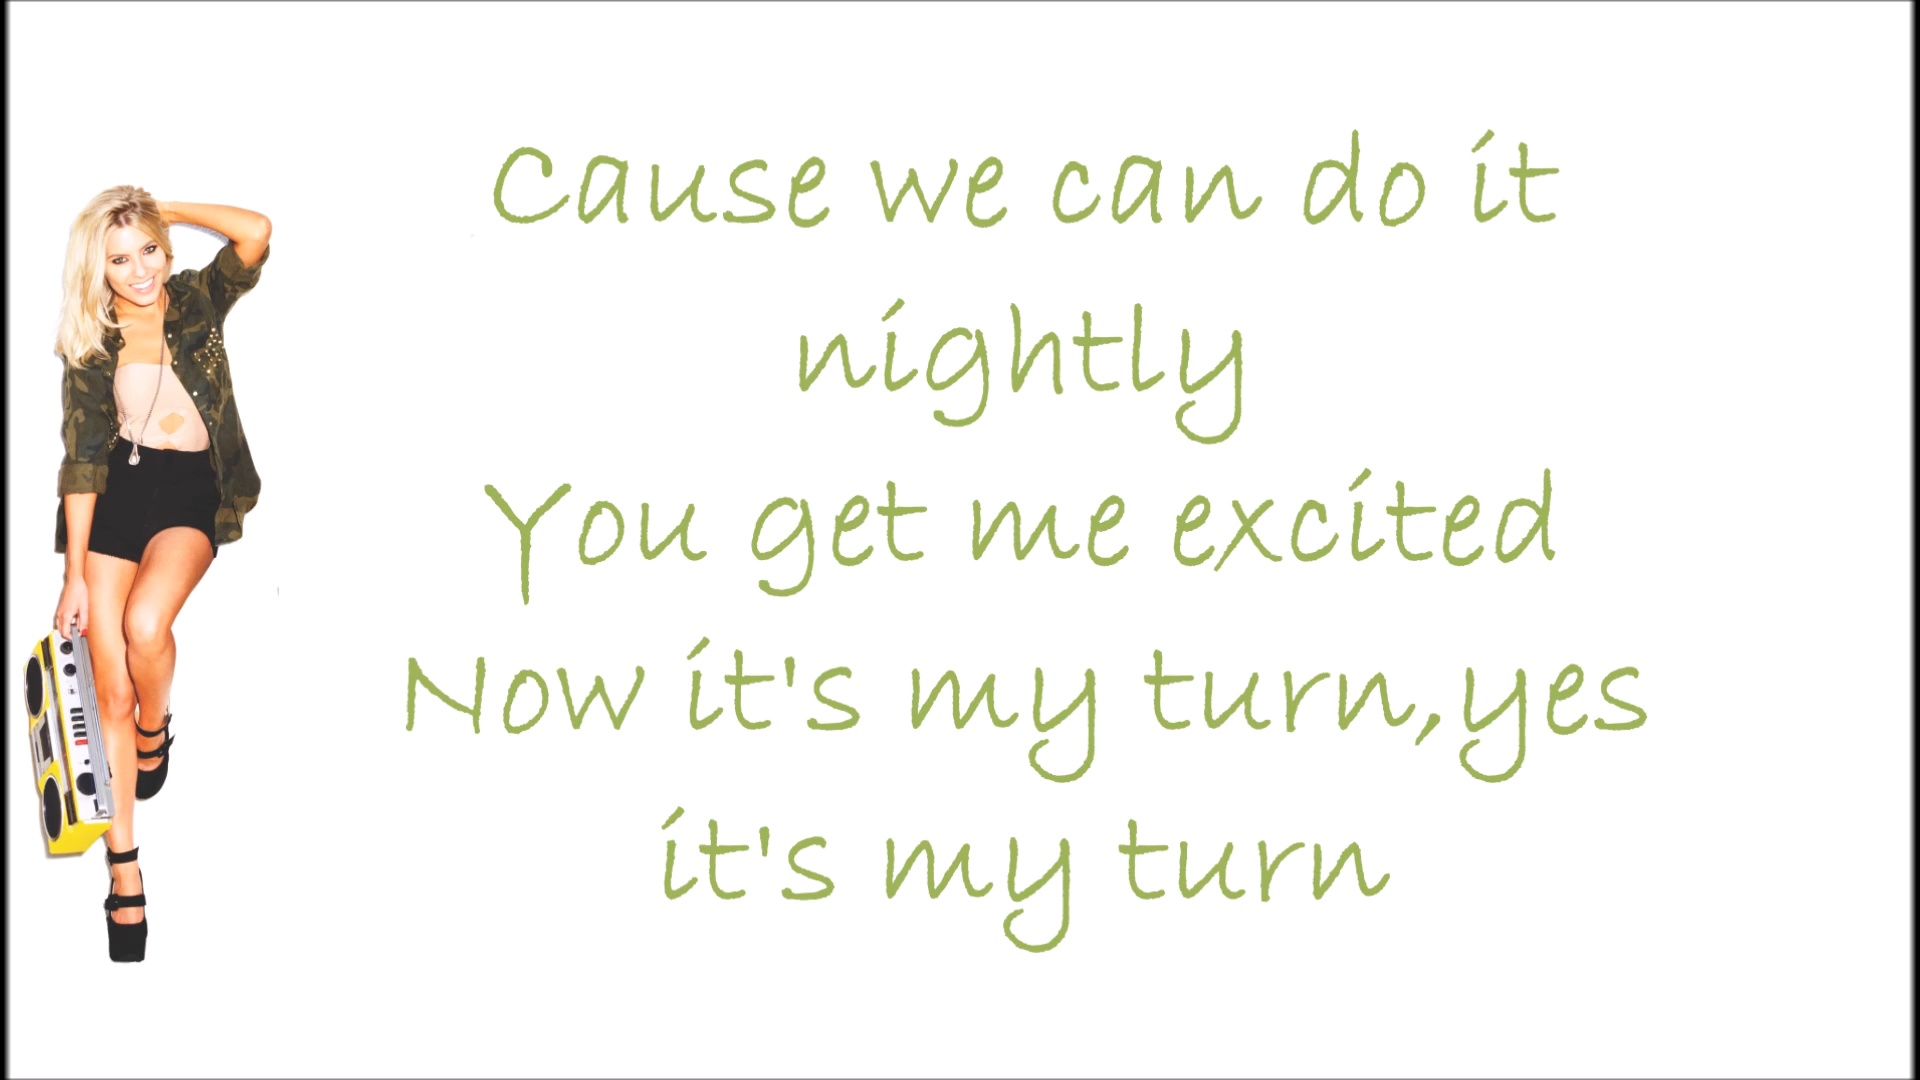 Cause we can do it
nightly
You get me excited
Now it's my turn,yes
it's my turn